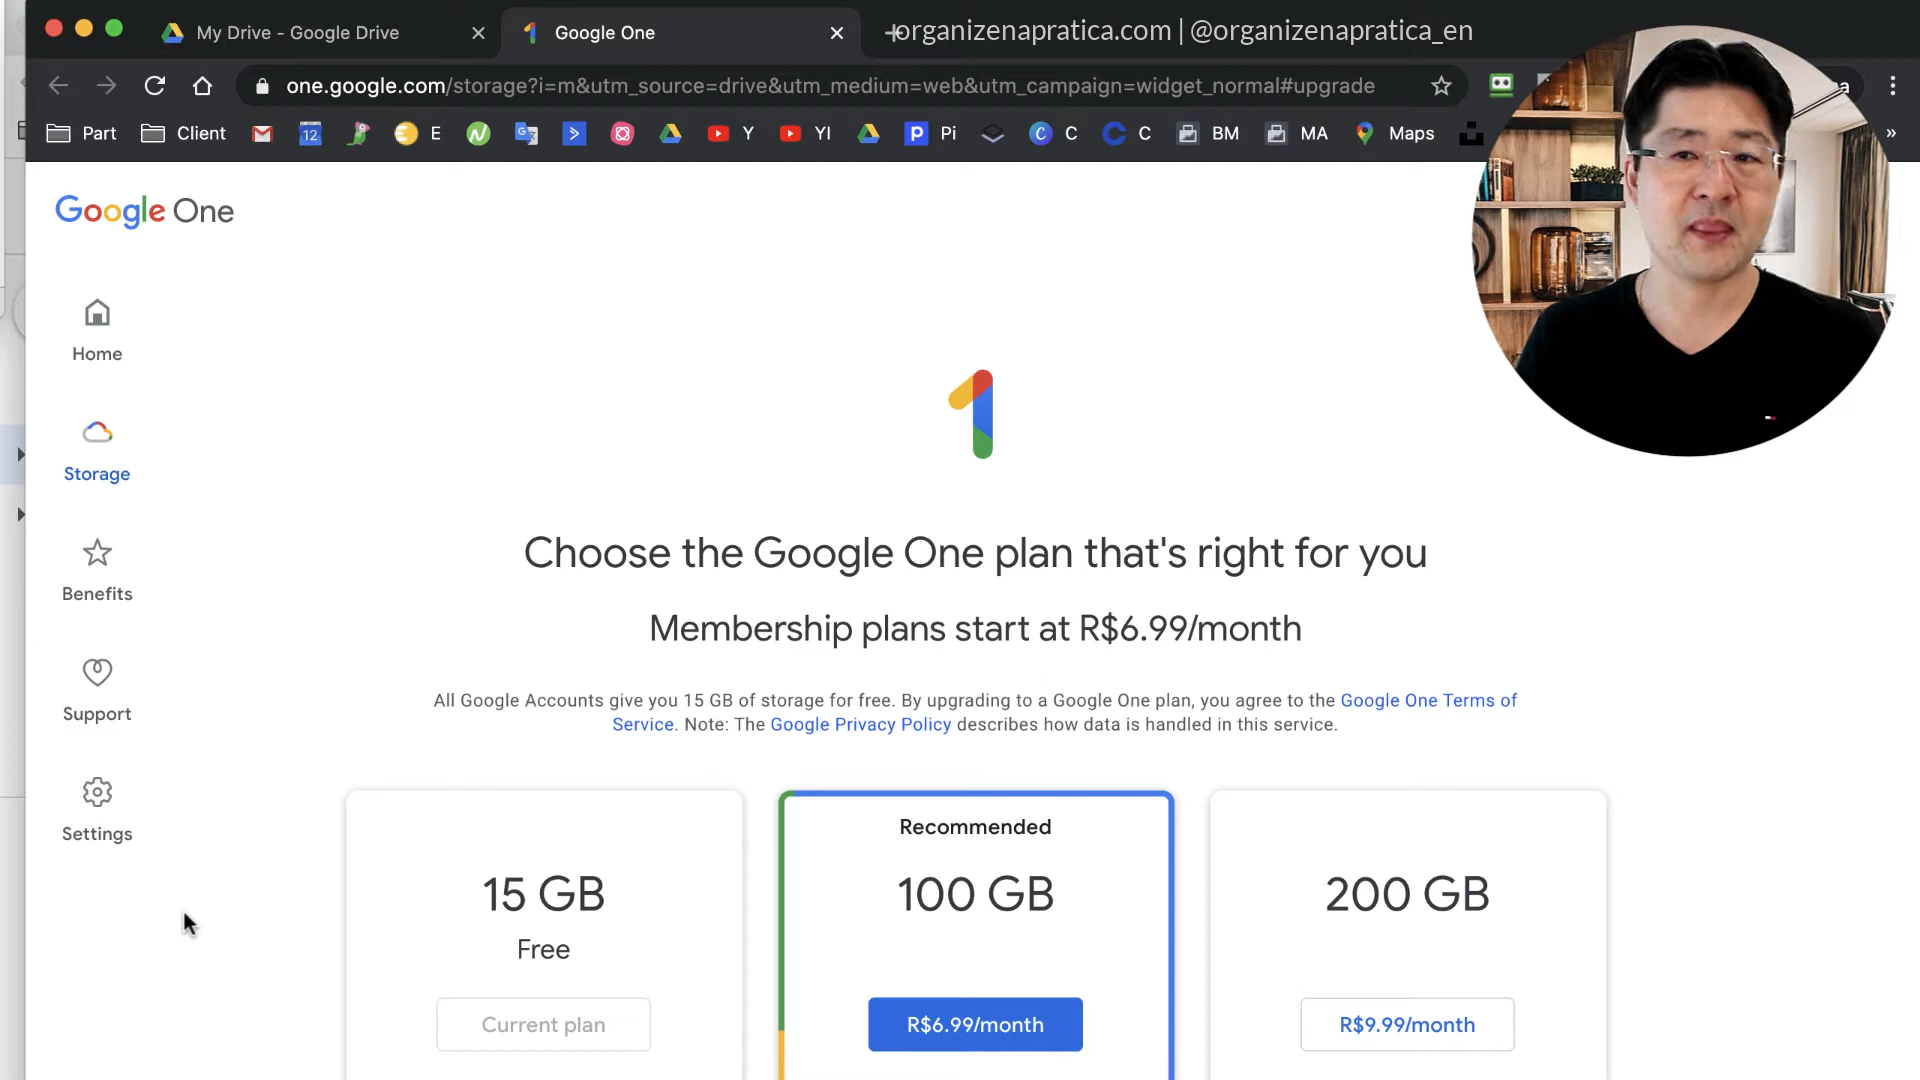 My Drive - Google Drive
Google One
organizenapratica.com | @organizenapratica_en
one.google.com/storage?i=m&utm_source=drive&utm_medium=web&utm_campaign=widget_normal#upgrade
a
Part
Client
12
E
Y
YI
Pi
C
C
BM
MA
Maps
»
Google One
Home
Storage
Benefits
Support
Settings
Choose the Google One plan that's right for you
Membership plans start at R$6.99/month
All Google Accounts give you 15 GB of storage for free. By upgrading to a Google One plan, you agree to the Google One Terms of
Service. Note: The Google Privacy Policy describes how data is handled in this service.
15 GB
Free
Current plan
Recommended
100 GB
R$6.99/month
200 GB
R$9.99/month